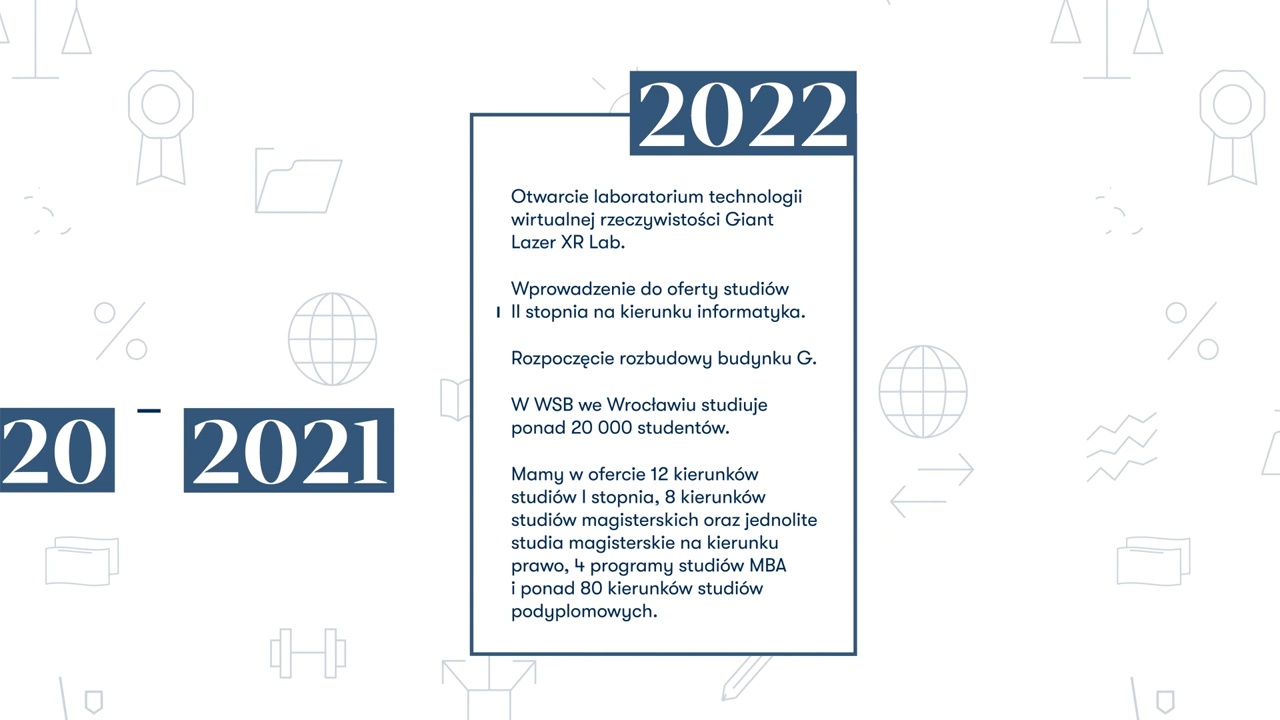 2022
Otwarcie laboratorium technologii
wirtualnej rzeczywistości Giant
Lazer XR Lab.
Wprowadzenie do oferty studiów
II stopnia na kierunku informatyka.
Rozpoczęcie rozbudowy budynku G.
W WSB we Wrocławiu studiuje
ponad 20 000 studentów.
Mamy w ofercie 12 kierunków
studiów I stopnia, 8 kierunków
studiów magisterskich oraz jednolite
studia magisterskie na kierunku
prawo, 4 programy studiów MBA
i ponad 80 kierunków studiów
podyplomowych.
20 – 2021